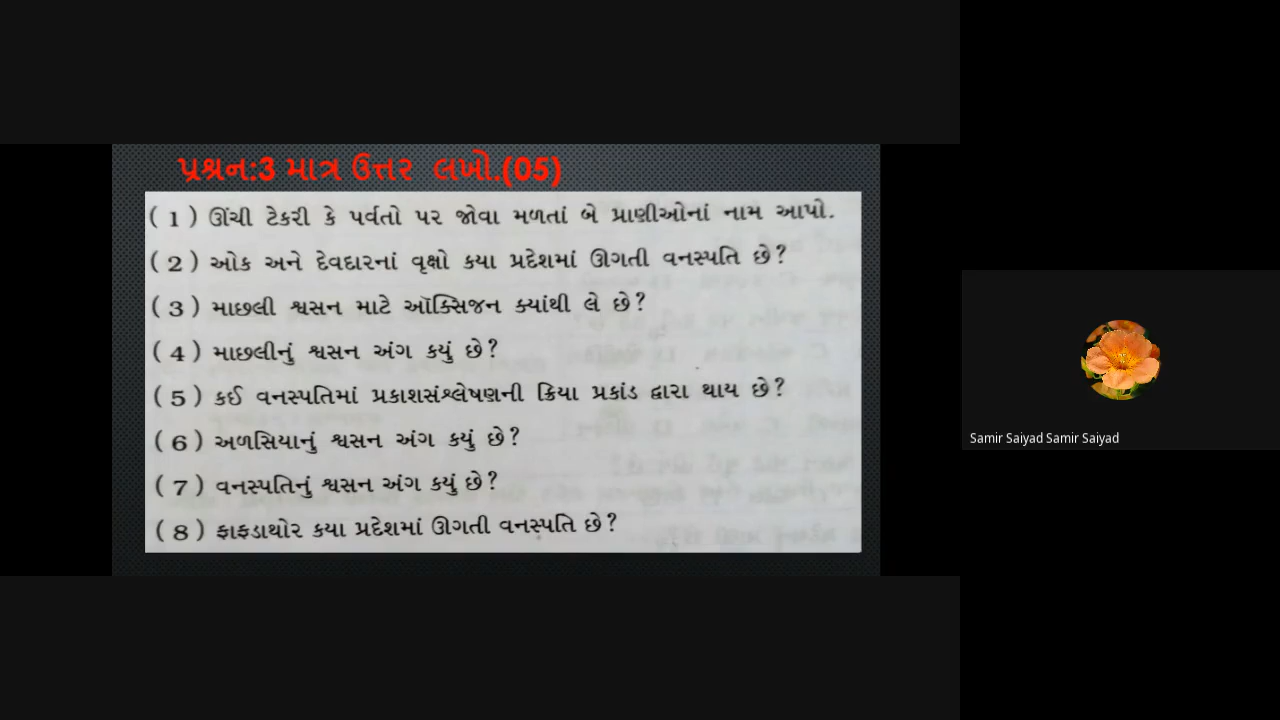 પ્રશ્રન:3 માત્ર ઉત્તર લખો.(05)
( 1 ) ઊંચી ટેકરી કે પર્વતો પર જોવા મળતાં બે પ્રાણીઓનાં નામ આપો.
( 2 ) ઓક અને દેવદારનાં વૃક્ષો કયા પ્રદેશમાં ઊગતી વનસ્પતિ છે?
( 3 ) માછલી શ્વસન માટે ઑક્સિજન ક્યાંથી લે છે?
( 4 ) માછલીનું શ્વસન અંગ કયું છે?
( 5 ) કઈ વનસ્પતિમાં પ્રકાશસંશ્લેષણની ક્રિયા પ્રકાંડ દ્વારા થાય છે?
( 6 ) અળસિયાનું શ્વસન અંગ કયું છે?
( 7 ) વનસ્પતિનું શ્વસન અંગ કયું છે?
( 8 ) ફાફડાથોર કયા પ્રદેશમાં ઊગતી વનસ્પતિ છે?
Samir Saiyad Samir Saiyad